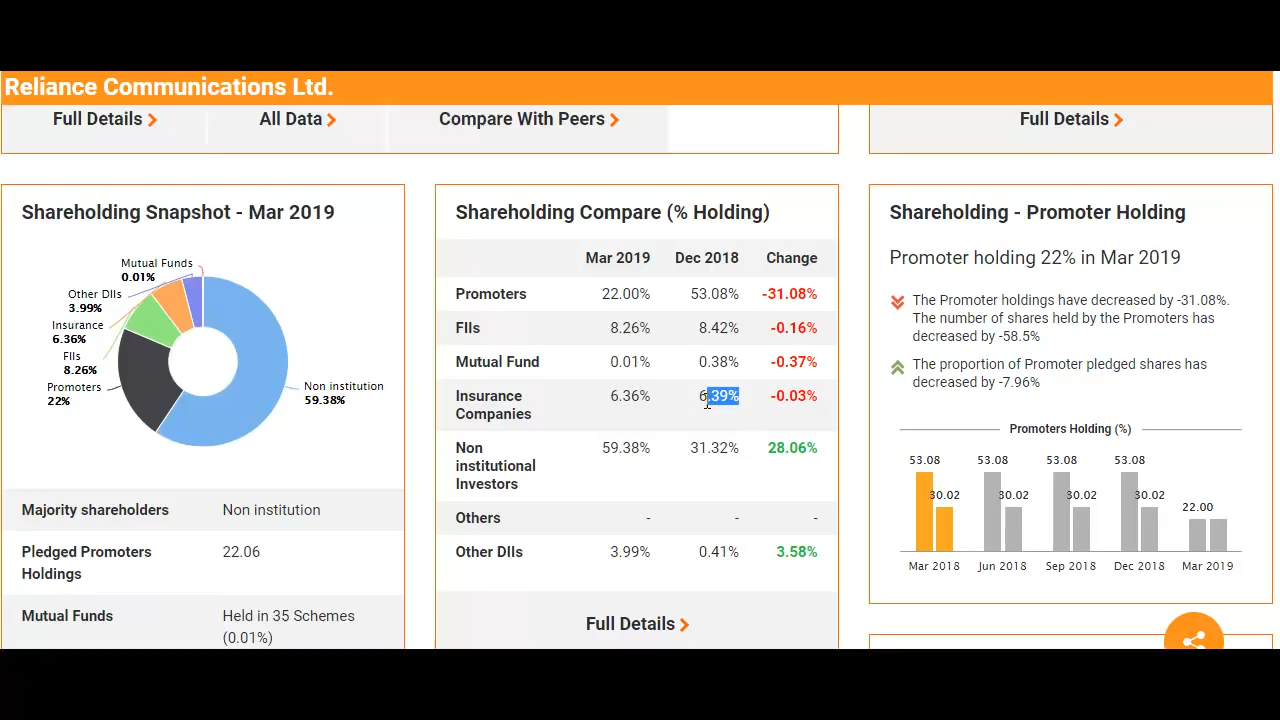 Reliance Communications Ltd.
Full Details
All Data
Compare With Peers
Full Details
Shareholding Snapshot - Mar 2019
Mutual Funds
0.01%
Other DIIs
3.99%
Insurance
6.36%
FIIs
8.26%
Promoters
22%
Non institution
59.38%
Majority shareholders Non institution
Pledged Promoters 22.06
Holdings
Mutual Funds Held in 35 Schemes
(0.01%)
Shareholding Compare (% Holding)
Mar 2019 Dec 2018 Change
Promoters 22.00% 53.08% -31.08%
FIIs 8.26% 8.42% -0.16%
Mutual Fund 0.01% 0.38% -0.37%
Insurance 6.36% 6.39% -0.03%
Companies
Non 59.38% 31.32% 28.06%
institutional
Investors
Others - - -
Other DIIs 3.99% 0.41% 3.58%
Full Details
Shareholding - Promoter Holding
Promoter holding 22% in Mar 2019
The Promoter holdings have decreased by -31.08%.
The number of shares held by the Promoters has
decreased by -58.5%
The proportion of Promoter pledged shares has
decreased by -7.96%
Promoters Holding (%)
53.08 53.08 53.08 53.08
30.02 30.02 30.02 30.02
22.00
Mar 2018 Jun 2018 Sep 2018 Dec 2018 Mar 2019